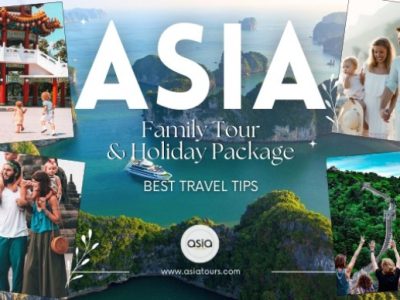 ASIA
Family Tour
& Holiday Package
BEST TRAVEL TIPS
asia
www.asiatours.com